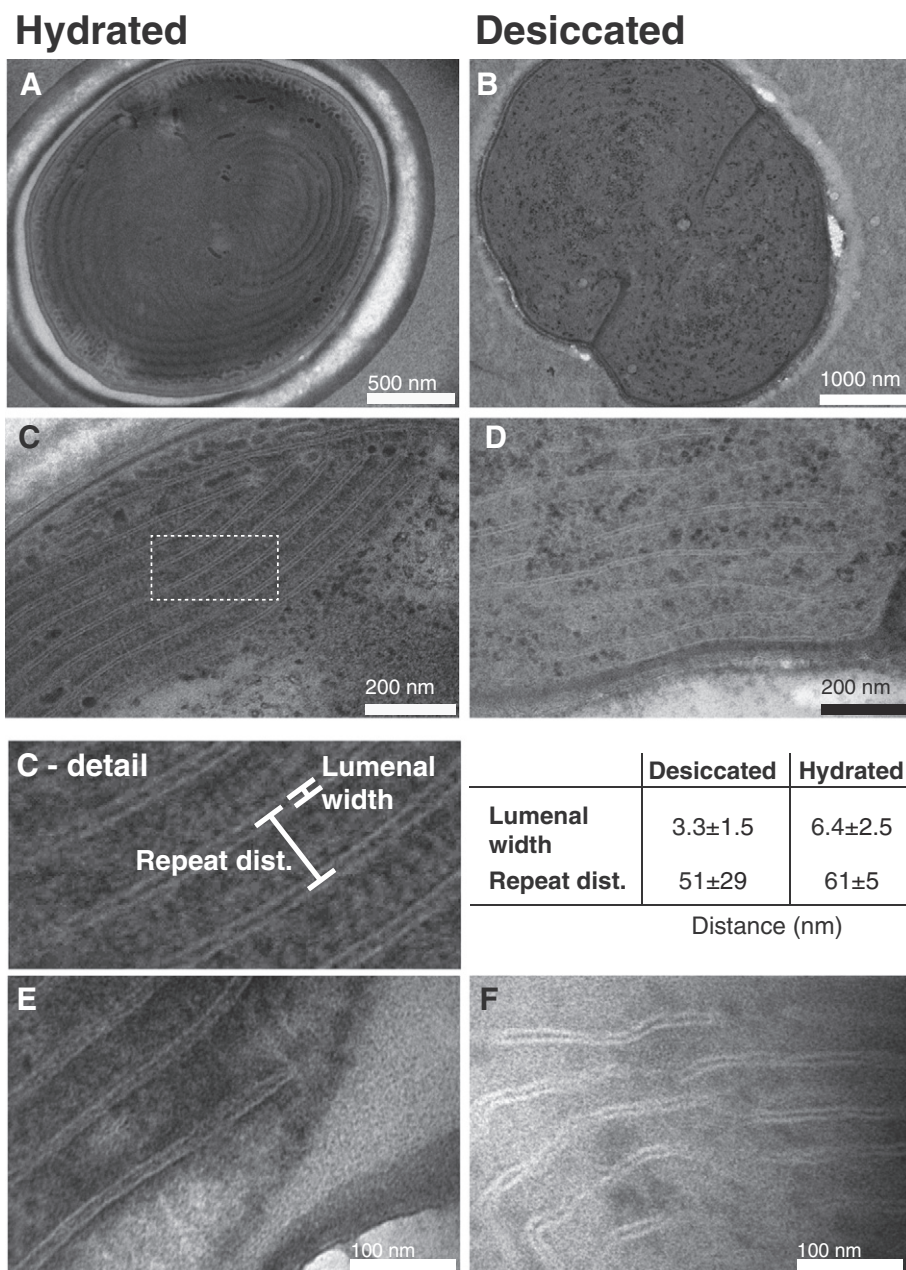 Hydrated
Desiccated
A
500 nm
B
1000 nm
C
200 nm
D
200 nm
C - detail
Lumenal
width
Repeat dist.
Desiccated Hydrated
Lumenal
width
3.3±1.5 6.4±2.5
Repeat dist. 51±29 61±5
Distance (nm)
E
100 nm
F
100 nm